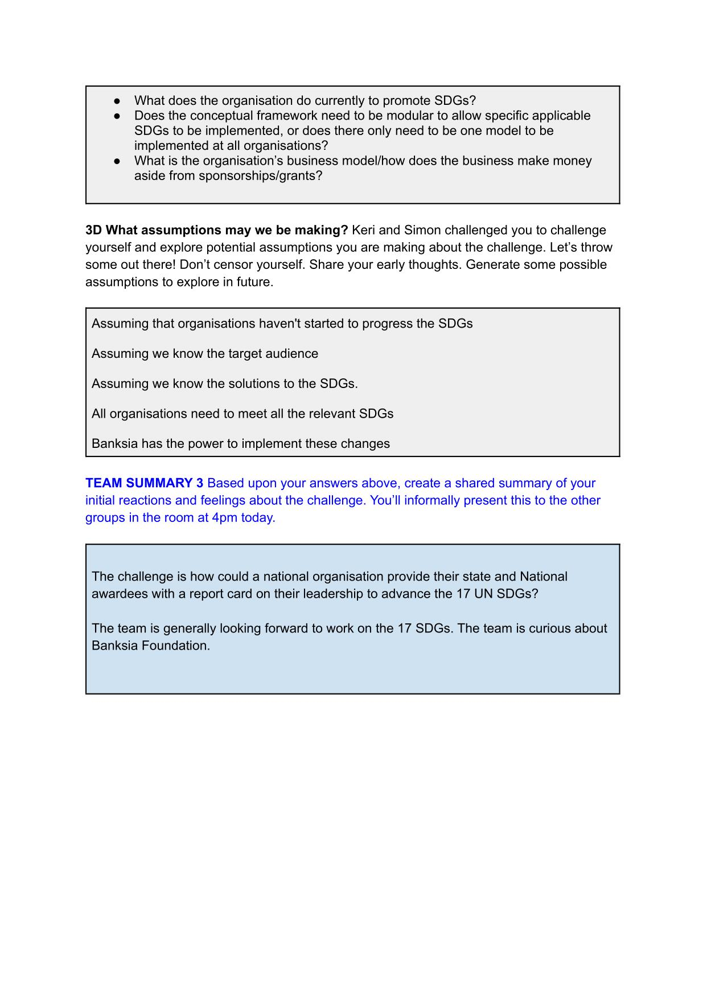 ● What does the organisation do currently to promote SDGs?
● Does the conceptual framework need to be modular to allow specific applicable
SDGs to be implemented, or does there only need to be one model to be
implemented at all organisations?
● What is the organisation’s business model/how does the business make money
aside from sponsorships/grants?
3D What assumptions may we be making? Keri and Simon challenged you to challenge
yourself and explore potential assumptions you are making about the challenge. Let’s throw
some out there! Don’t censor yourself. Share your early thoughts. Generate some possible
assumptions to explore in future.
Assuming that organisations haven't started to progress the SDGs
Assuming we know the target audience
Assuming we know the solutions to the SDGs.
All organisations need to meet all the relevant SDGs
Banksia has the power to implement these changes
TEAM SUMMARY 3 Based upon your answers above, create a shared summary of your
initial reactions and feelings about the challenge. You’ll informally present this to the other
groups in the room at 4pm today.
The challenge is how could a national organisation provide their state and National
awardees with a report card on their leadership to advance the 17 UN SDGs?
The team is generally looking forward to work on the 17 SDGs. The team is curious about
Banksia Foundation.